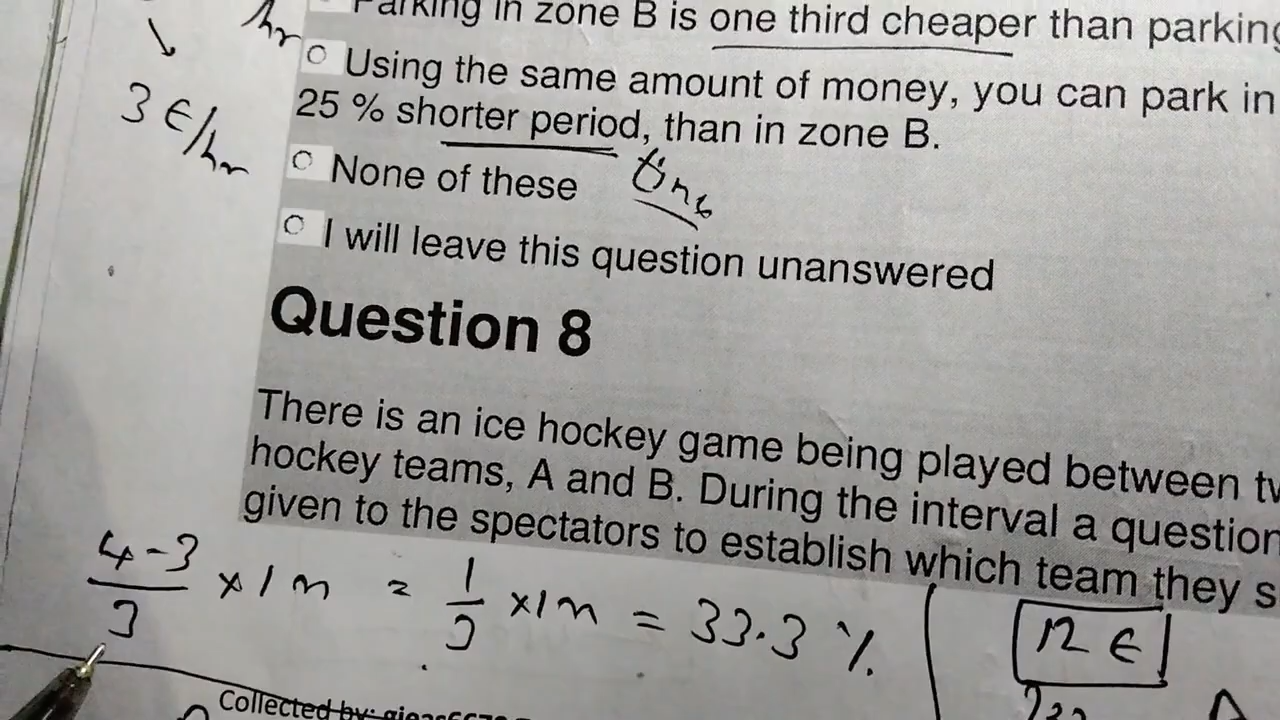 Parking in zone B is one third cheaper than parking
hr
Using the same amount of money, you can park in
3 €/hr
25 % shorter period, than in zone B.
None of these
I will leave this question unanswered
Question 8
There is an ice hockey game being played between tw
hockey teams, A and B. During the interval a question
given to the spectators to establish which team they s
4-3
3
= 1/3
= 33.3 %
12 €
Collected by: